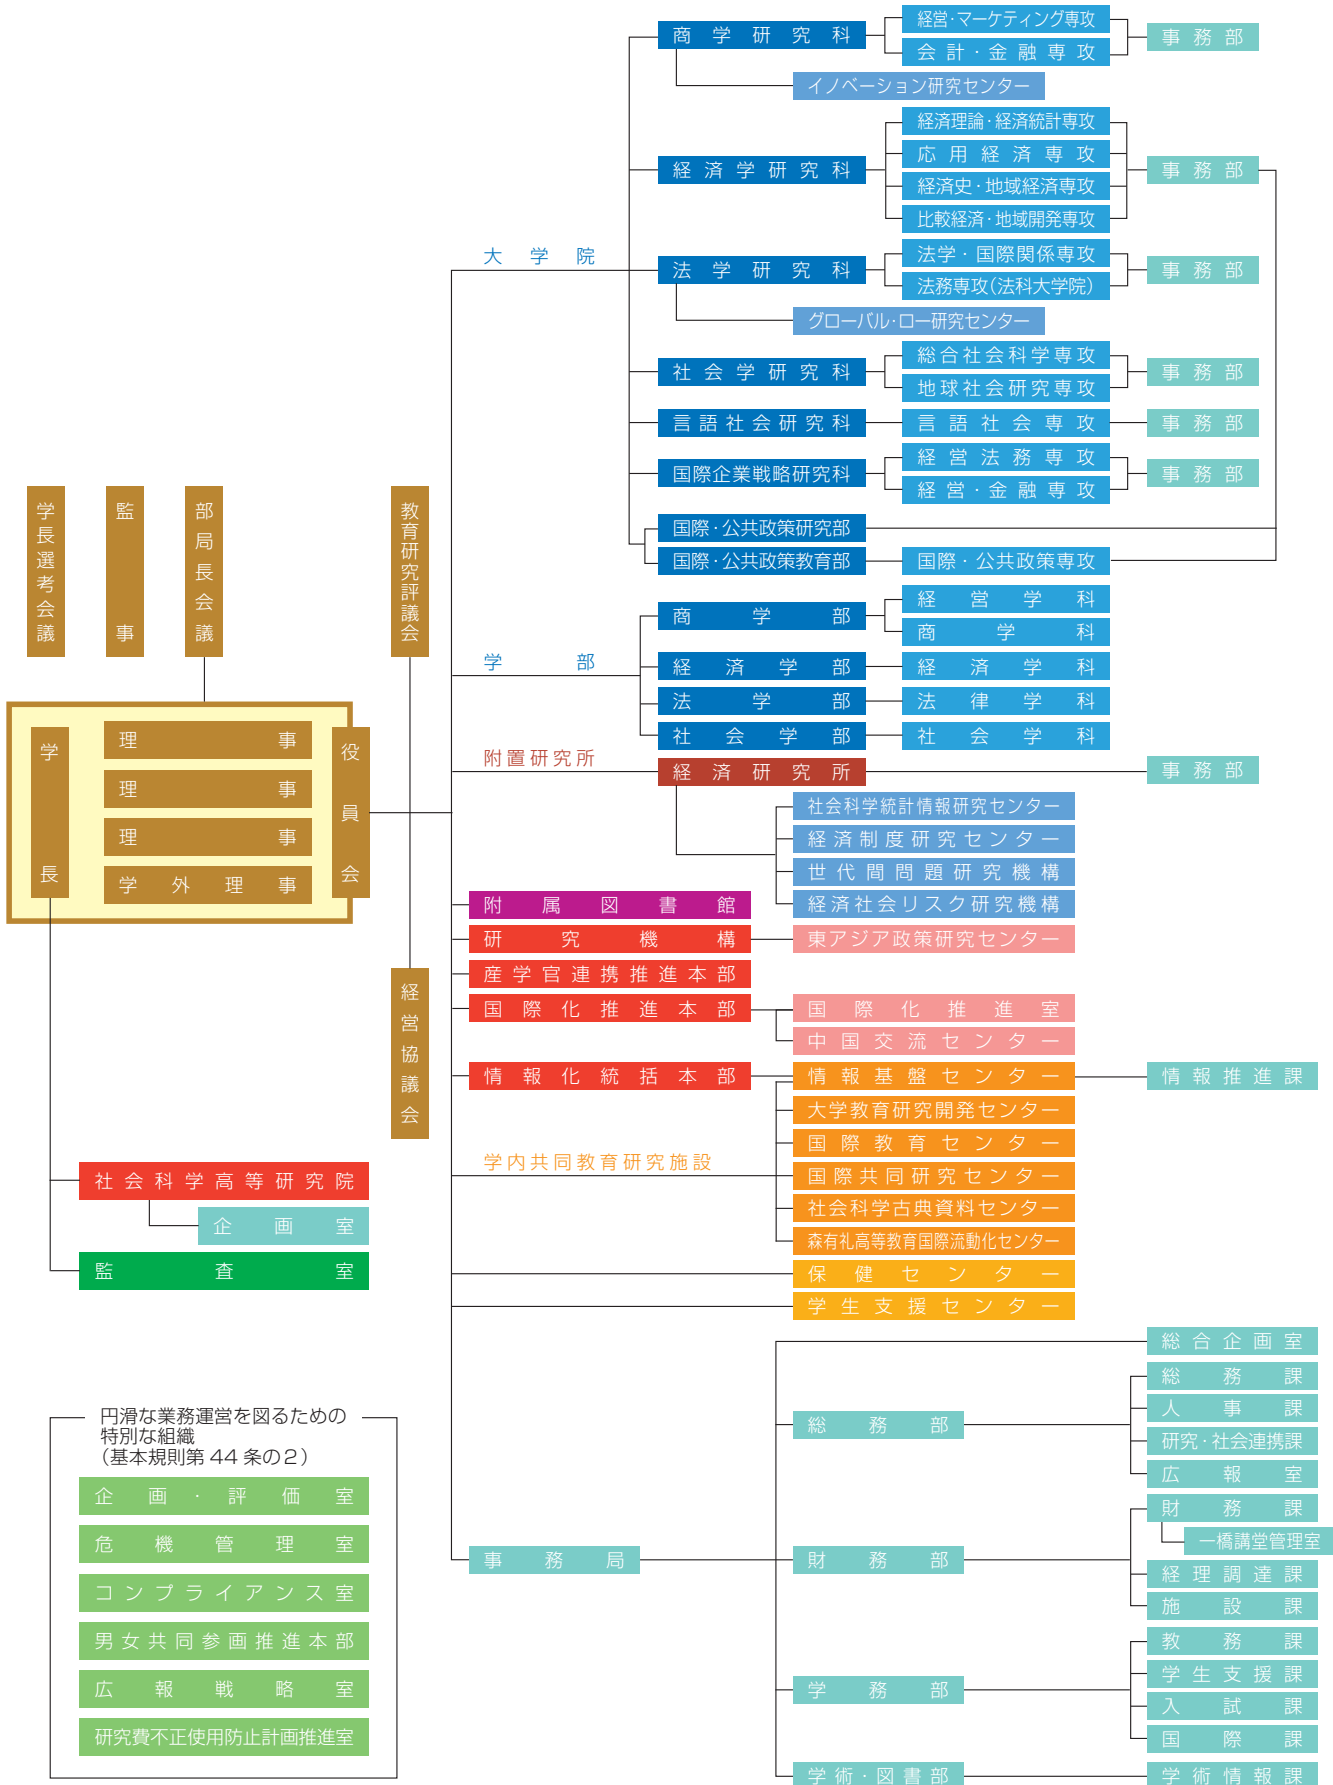 商学研究科
経営・マーケティング専攻
会計・金融専攻
事務部
イノベーション研究センター
経済学研究科
経済理論・経済統計専攻
応用経済専攻
経済史・地域経済専攻
比較経済・地域開発専攻
事務部
大学院
法学研究科
法学・国際関係専攻
法務専攻(法科大学院)
事務部
グローバル・ロー研究センター
社会学研究科
総合社会科学専攻
地球社会研究専攻
事務部
言語社会研究科
言語社会専攻
事務部
国際企業戦略研究科
経営法務専攻
経営・金融専攻
事務部
国際・公共政策研究部
国際・公共政策教育部
国際・公共政策専攻
学長選考会議
監事
部局長会議
教育研究評議会
学部
商学部
経営学科
商学科
経済学部
経済学科
法学部
法律学科
社会学部
社会学科
学長
理事
理事
理事
学外理事
役員会
附置研究所
経済研究所
事務部
社会科学統計情報研究センター
経済制度研究センター
世代間問題研究機構
経済社会リスク研究機構
附属図書館
研究機構
東アジア政策研究センター
産学官連携推進本部
国際化推進本部
国際化推進室
中国交流センター
経営協議会
情報化統括本部
情報基盤センター
情報推進課
大学教育研究開発センター
国際教育センター
学内共同教育研究施設
国際共同研究センター
社会科学古典資料センター
森有礼高等教育国際流動化センター
社会科学高等研究院
企画室
監査室
保健センター
学生支援センター
総合企画室
総務部
総務課
人事課
研究・社会連携課
広報室
事務局
財務部
財務課
一橋講堂管理室
経理調達課
施設課
学務部
教務課
学生支援課
入試課
国際課
学術・図書部
学術情報課
円滑な業務運営を図るための
特別な組織
(基本規則第44条の2)
企画・評価室
危機管理室
コンプライアンス室
男女共同参画推進本部
広報戦略室
研究費不正使用防止計画推進室